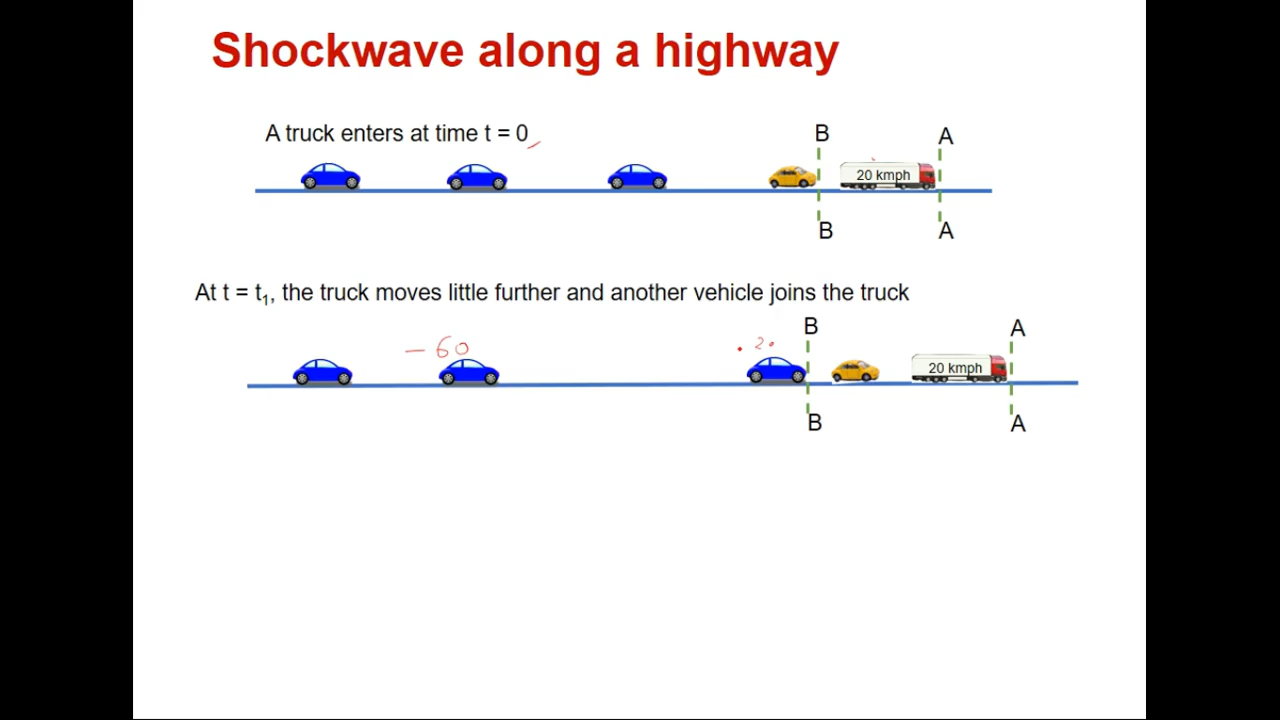 Shockwave along a highway
A truck enters at time t = 0
B
A
20 kmph
B
A
At t = t₁, the truck moves little further and another vehicle joins the truck
B
A
– 60
20
20 kmph
B
A